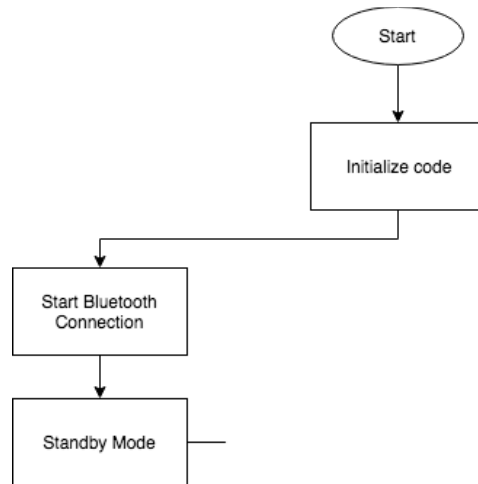 Start
Initialize code
Start Bluetooth
Connection
Standby Mode